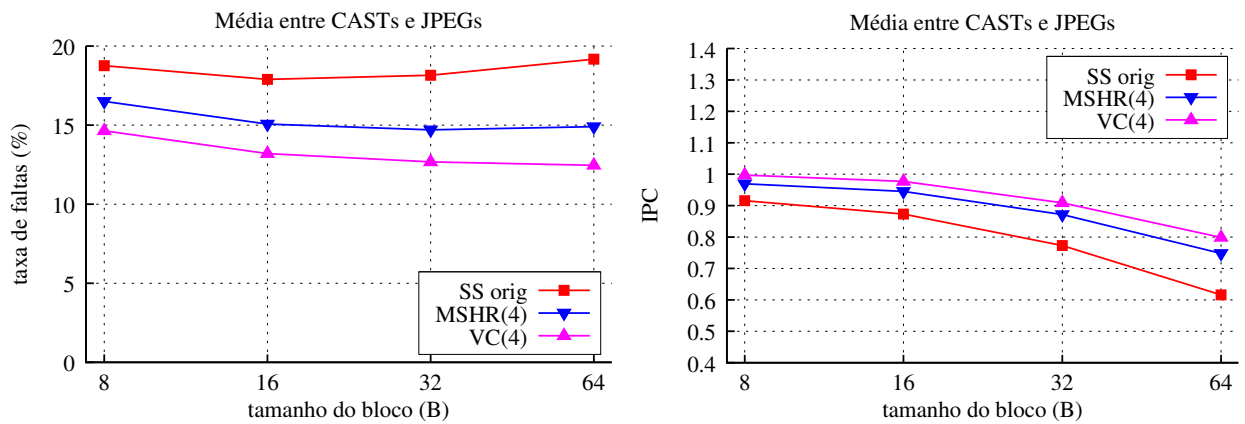 Média entre CASTs e JPEGs
20
15
10
5
0
taxa de faltas (%)
SS orig
MSHR(4)
VC(4)
8 16 32 64
tamanho do bloco (B)
Média entre CASTs e JPEGs
1.4
1.3
1.2
1.1
1
0.9
0.8
0.7
0.6
0.5
0.4
IPC
SS orig
MSHR(4)
VC(4)
8 16 32 64
tamanho do bloco (B)